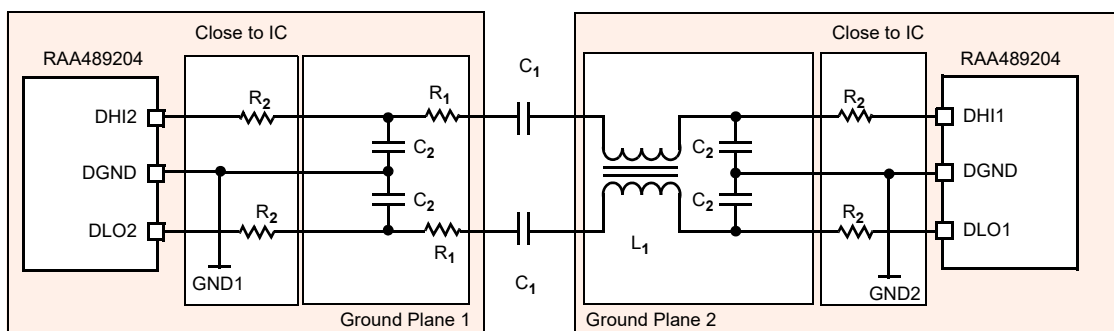 Close to IC
Close to IC
RAA489204
RAA489204
C1
R2
R1
R2
DHI2
DHI1
C2
C2
DGND
DGND
R2
C2
C2
R2
DLO2
DLO1
R1
L1
GND1
C1
GND2
Ground Plane 1
Ground Plane 2